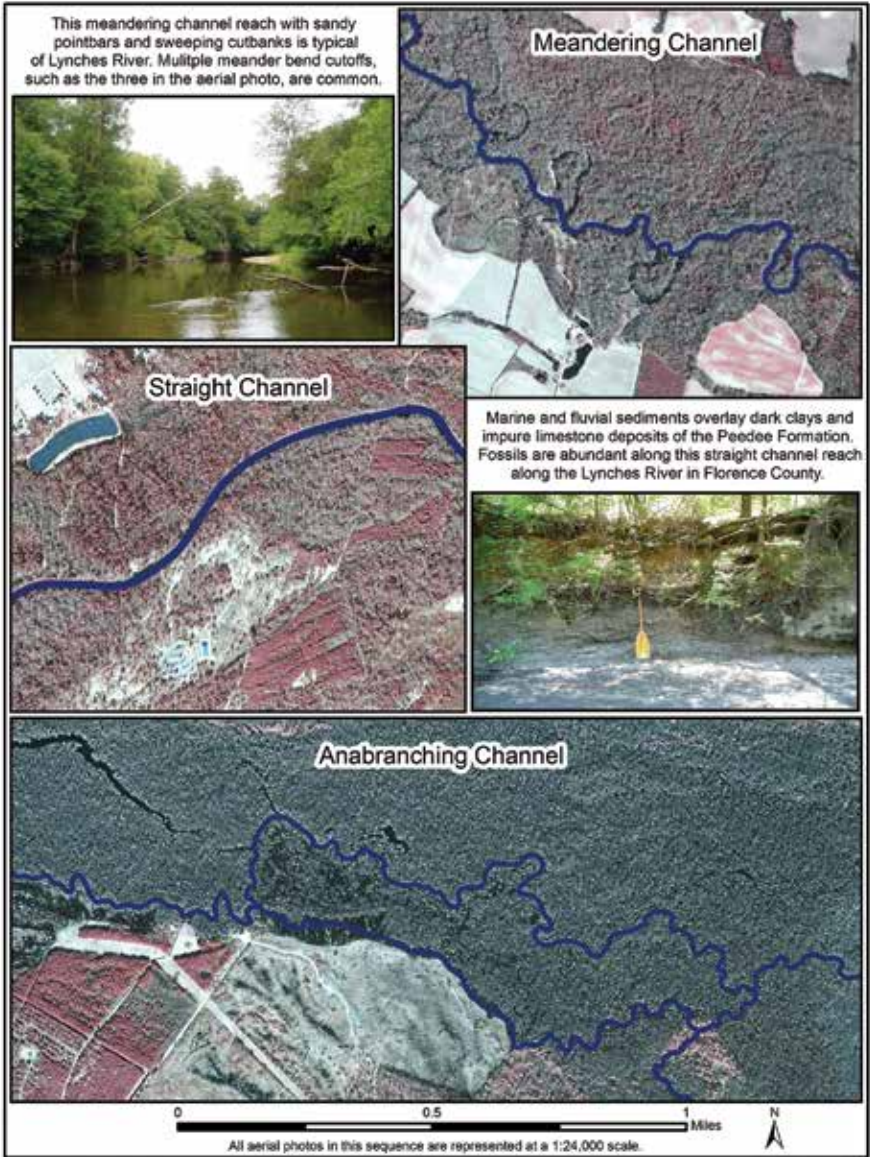 This meandering channel reach with sandy
pointbars and sweeping cutbanks is typical
of Lynches River. Mulitple meander bend cutoffs,
such as the three in the aerial photo, are common.
Meandering Channel
Straight Channel
Marine and fluvial sediments overlay dark clays and
impure limestone deposits of the Peedee Formation.
Fossils are abundant along this straight channel reach
along the Lynches River in Florence County.
Anabranching Channel
0 0.5 1
Miles
N
All aerial photos in this sequence are represented at a 1:24,000 scale.